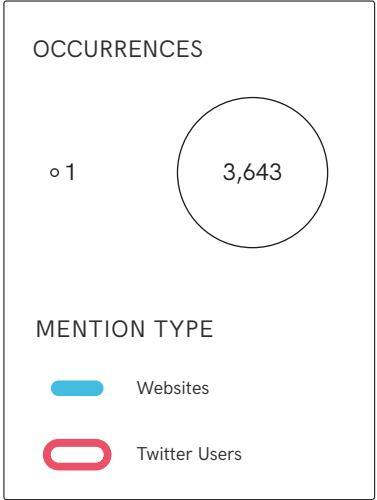 OCCURRENCES
1
3,643
MENTION TYPE
Websites
Twitter Users